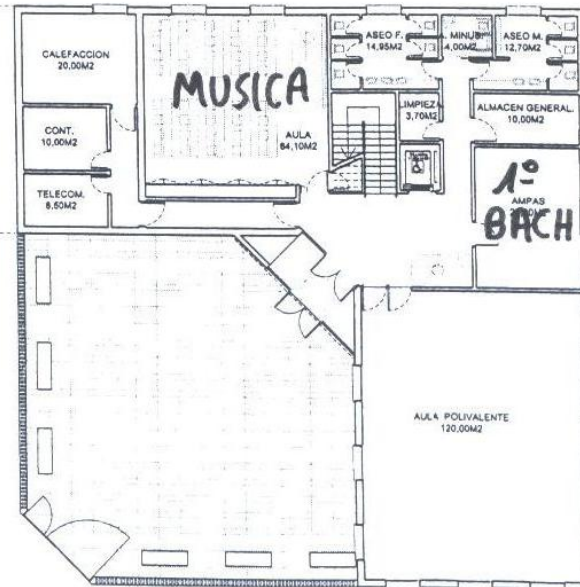 CALEFACCION
20,00M2
CONT.
10,00M2
TELECOM.
8,50M2
MUSICA
AULA
64,10M2
ASEO F.
14,95M2
MINUS.
4,00M2
ASEO M.
12,70M2
LIMPIEZA
3,70M2
ALMACEN GENERAL.
10,00M2
1º
AMPAS
BACH
AULA POLIVALENTE
120,00M2